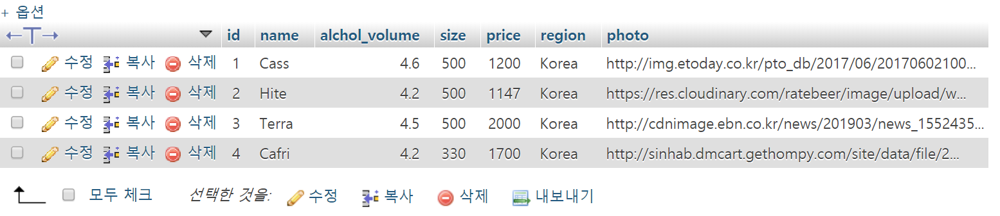 + 옵션
id name alchol_volume size price region photo
수정 복사 삭제 1 Cass 4.6 500 1200 Korea http://img.etoday.co.kr/pto_db/2017/06/20170602100...
수정 복사 삭제 2 Hite 4.2 500 1147 Korea https://res.cloudinary.com/ratebeer/image/upload/w...
수정 복사 삭제 3 Terra 4.5 500 2000 Korea http://cdnimage.ebn.co.kr/news/201903/news_1552435...
수정 복사 삭제 4 Cafri 4.2 330 1700 Korea http://sinhab.dmcart.gethompy.com/site/data/file/2...
모두 체크 선택한 것을: 수정 복사 삭제 내보내기